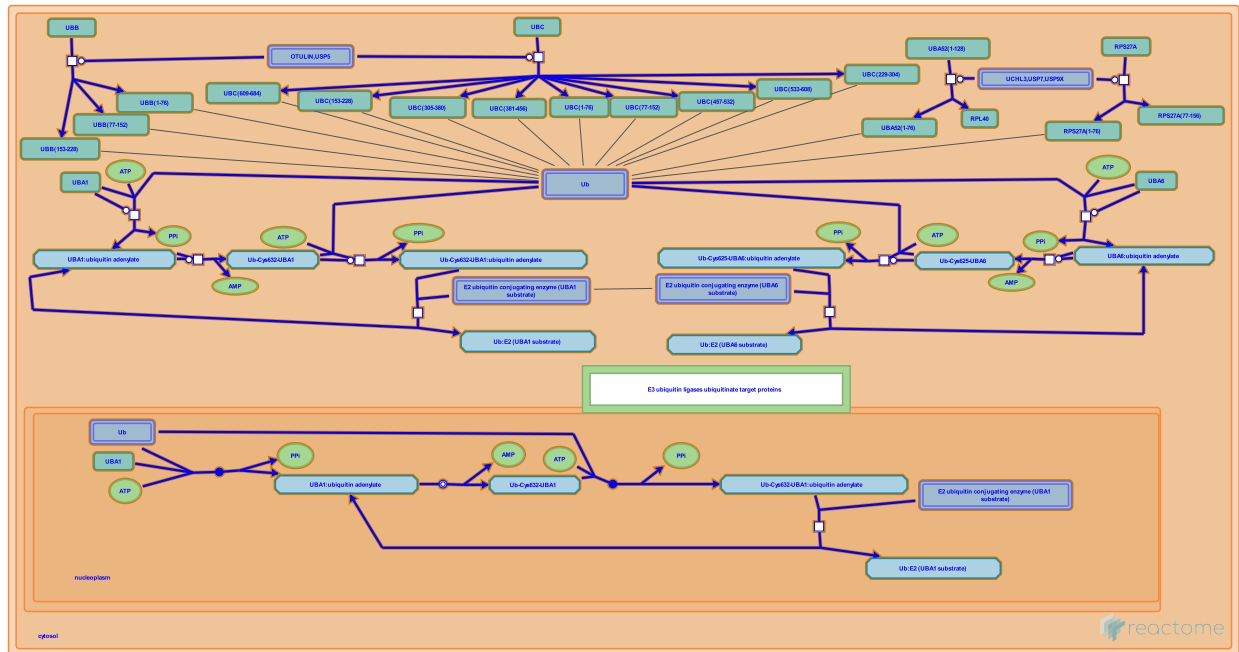 UBB
UBC
OTULIN,USP5
UBA52(1-128)
RPS27A
UBC(609-684)
UBC(153-228)
UBC(305-380)
UBC(381-456)
UBC(1-76)
UBC(77-152)
UBC(457-532)
UBC(533-608)
UBC(229-304)
UCHL3,USP7,USP9X
UBB(1-76)
UBB(77-152)
UBB(153-228)
UBA52(1-76)
RPL40
RPS27A(1-76)
RPS27A(77-156)
ATP
UBA1
Ub
ATP
UBA6
PPi
ATP
PPi
PPi
ATP
PPi
UBA1:ubiquitin adenylate
Ub-Cys632-UBA1
Ub-Cys632-UBA1:ubiquitin adenylate
Ub-Cys625-UBA6:ubiquitin adenylate
Ub-Cys625-UBA6
UBA6:ubiquitin adenylate
AMP
AMP
E2 ubiquitin conjugating enzyme (UBA1
substrate)
E2 ubiquitin conjugating enzyme (UBA6
substrate)
Ub:E2 (UBA1 substrate)
Ub:E2 (UBA6 substrate)
E3 ubiquitin ligases ubiquitinate target proteins
Ub
UBA1
ATP
PPi
AMP
ATP
PPi
UBA1:ubiquitin adenylate
Ub-Cys632-UBA1
Ub-Cys632-UBA1:ubiquitin adenylate
E2 ubiquitin conjugating enzyme (UBA1
substrate)
Ub:E2 (UBA1 substrate)
nucleoplasm
cytosol
reactome